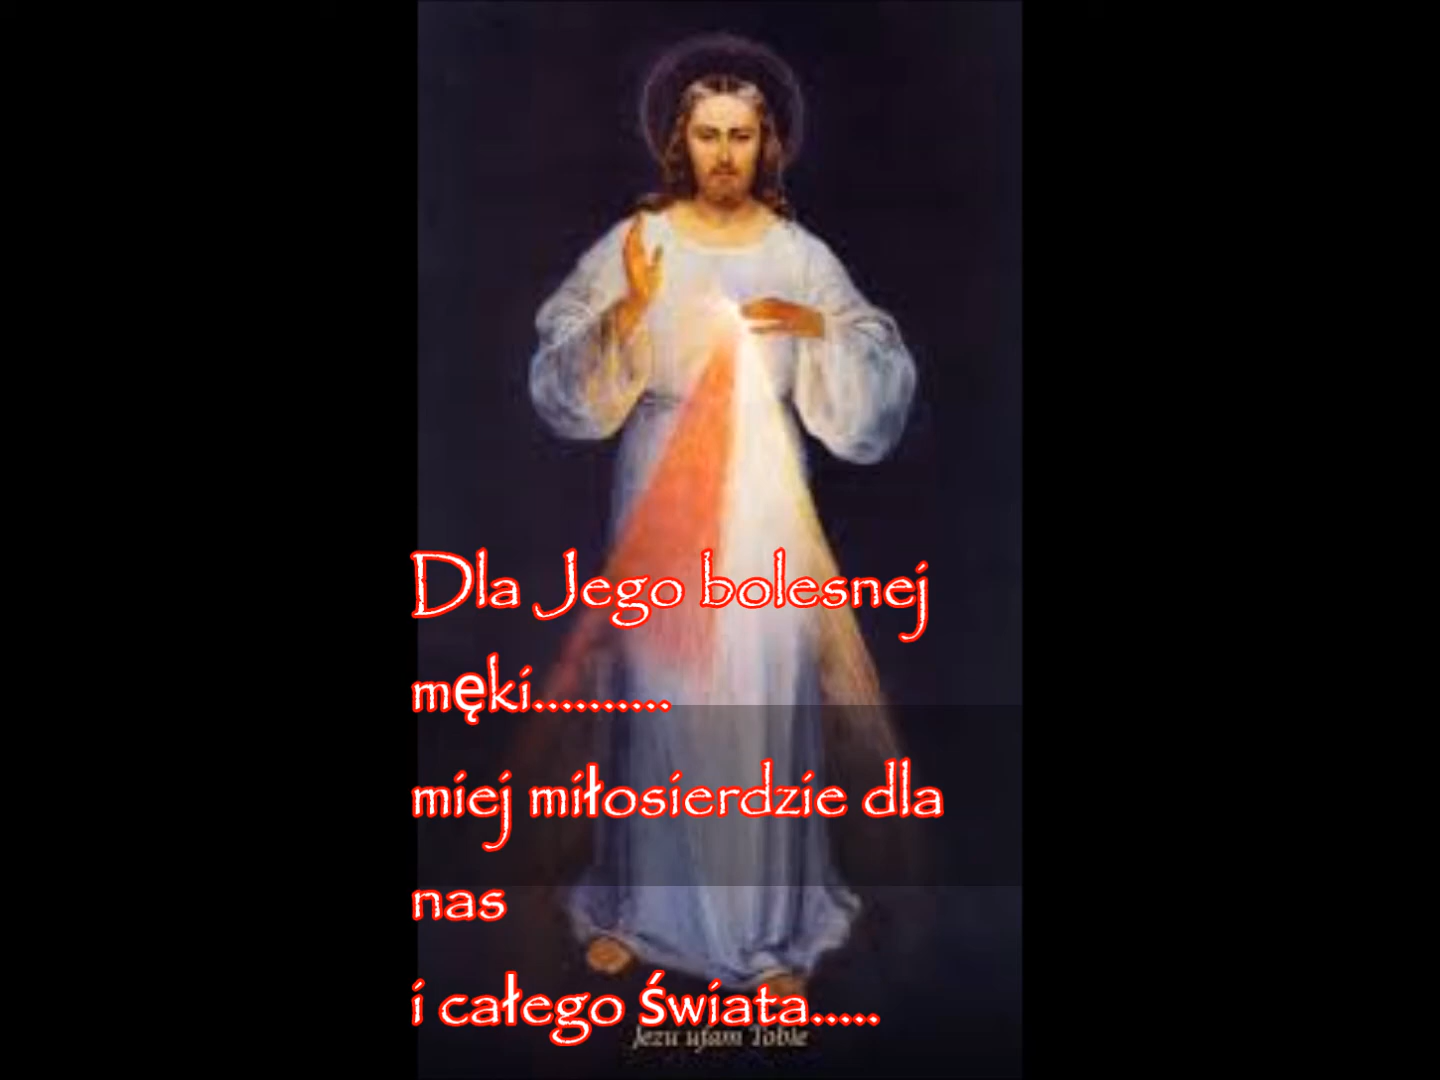 Dla Jego bolesnej
męki..........
miej miłosierdzie dla
nas
i całego świata.....
Jezu ufam Tobie